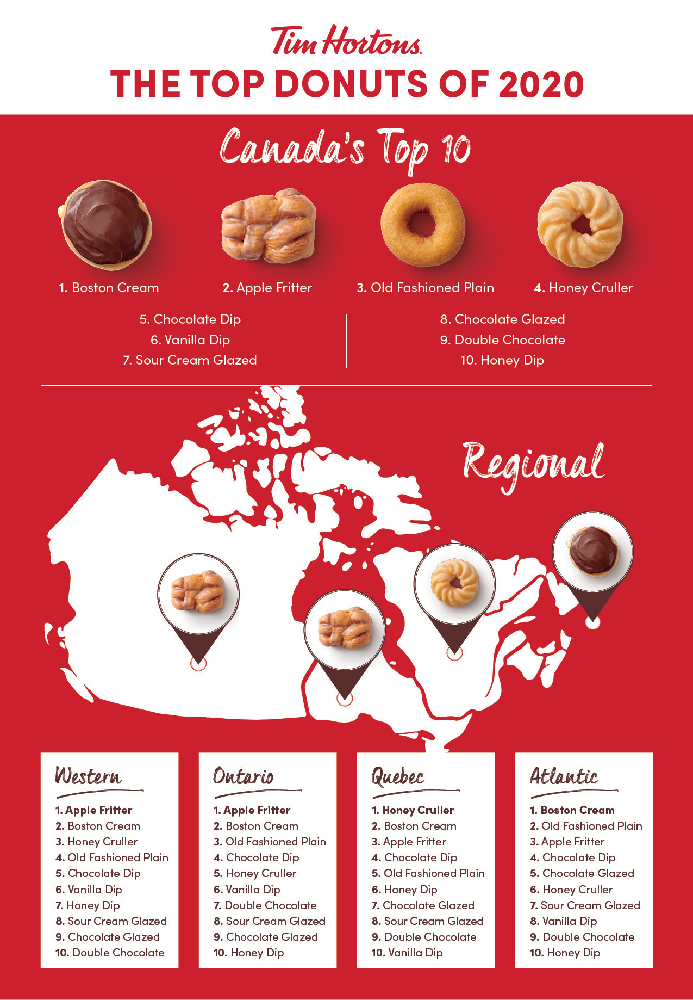 Tim Hortons.
THE TOP DONUTS OF 2020
Canada's Top 10
1. Boston Cream
2. Apple Fritter
3. Old Fashioned Plain
4. Honey Cruller
5. Chocolate Dip
6. Vanilla Dip
7. Sour Cream Glazed
8. Chocolate Glazed
9. Double Chocolate
10. Honey Dip
Regional
Western
1. Apple Fritter
2. Boston Cream
3. Honey Cruller
4. Old Fashioned Plain
5. Chocolate Dip
6. Vanilla Dip
7. Honey Dip
8. Sour Cream Glazed
9. Chocolate Glazed
10. Double Chocolate
Ontario
1. Apple Fritter
2. Boston Cream
3. Old Fashioned Plain
4. Chocolate Dip
5. Honey Cruller
6. Vanilla Dip
7. Double Chocolate
8. Sour Cream Glazed
9. Chocolate Glazed
10. Honey Dip
Quebec
1. Honey Cruller
2. Boston Cream
3. Apple Fritter
4. Chocolate Dip
5. Old Fashioned Plain
6. Honey Dip
7. Chocolate Glazed
8. Sour Cream Glazed
9. Double Chocolate
10. Vanilla Dip
Atlantic
1. Boston Cream
2. Old Fashioned Plain
3. Apple Fritter
4. Chocolate Dip
5. Chocolate Glazed
6. Honey Cruller
7. Sour Cream Glazed
8. Vanilla Dip
9. Double Chocolate
10. Honey Dip